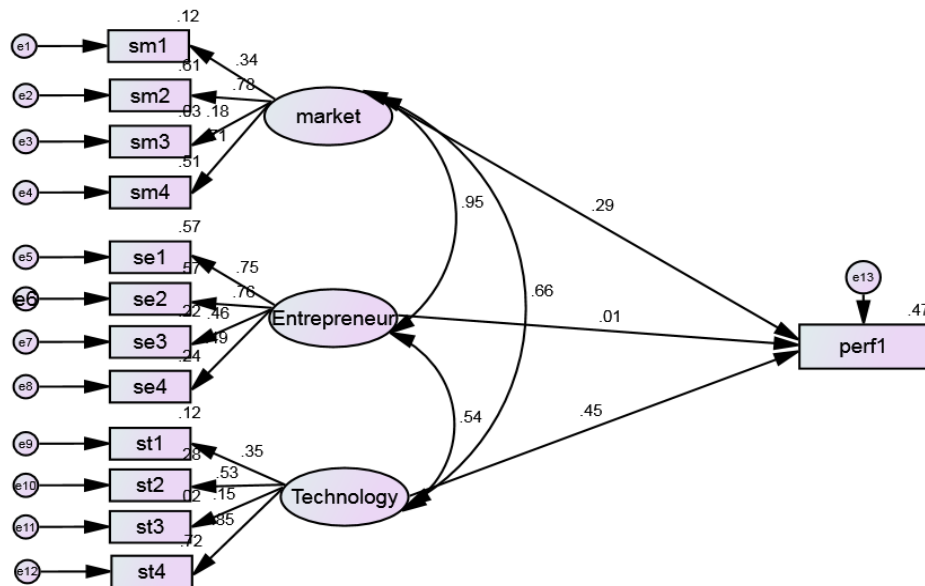 .12
e1 sm1 .34
.61
e2 sm2 .78 market
.03 .18
e3 sm3 .71
.51
e4 sm4
.95 .29
.57
e5 se1 .75
.57
e6 se2 .76 Entrepreneur .66 e13
.22 .46 .01
e7 se3 .49 perf1 .47
.24
e8 se4
.12 .54 .45
e9 st1 .35
.28
e10 st2 .53 Technology
.02 .15
e11 st3 .85
.72
e12 st4